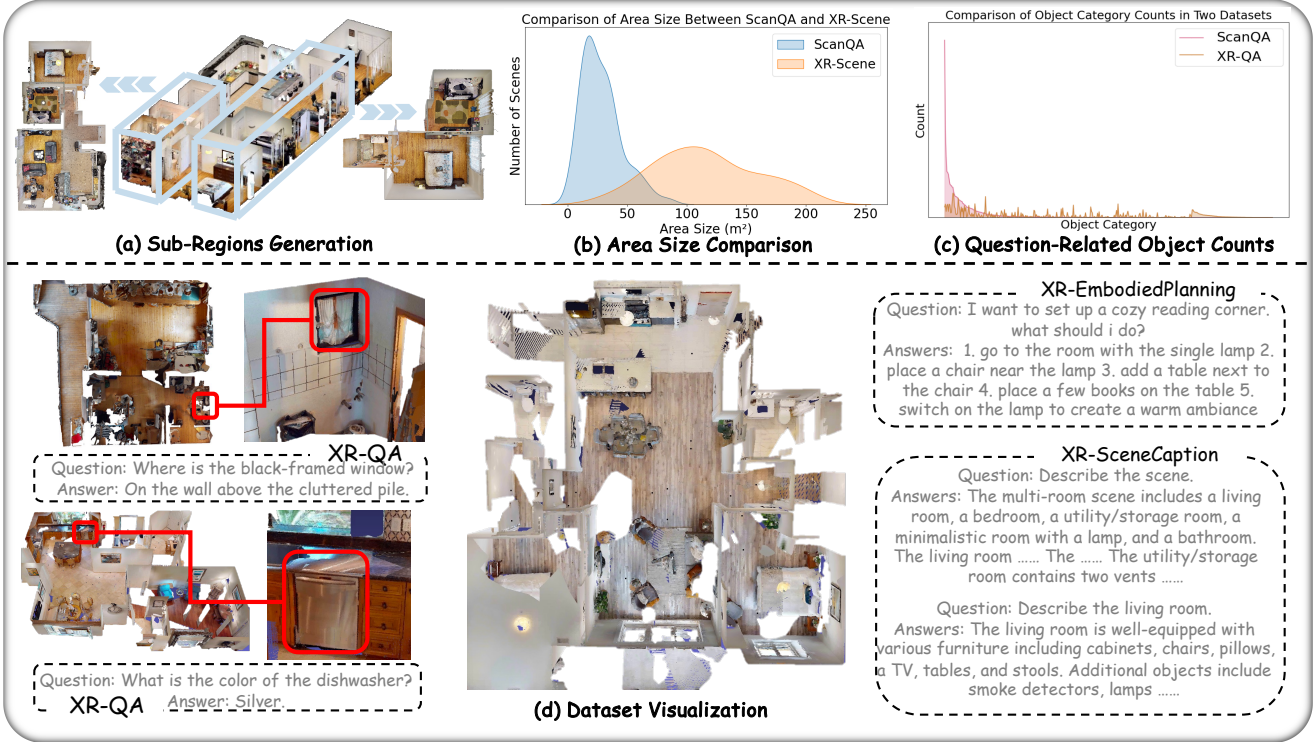 Comparison of Area Size Between ScanQA and XR-Scene
Number of Scenes
ScanQA
XR-Scene
0 50 100 150 200 250
Area Size (m²)
Comparison of Object Category Counts in Two Datasets
Count
ScanQA
XR-QA
Object Category
(a) Sub-Regions Generation
(b) Area Size Comparison
(c) Question-Related Object Counts
XR-QA
Question: Where is the black-framed window?
Answer: On the wall above the cluttered pile.
Question: What is the color of the dishwasher?
XR-QA
Answer: Silver.
(d) Dataset Visualization
XR-EmbodiedPlanning
Question: I want to set up a cozy reading corner.
what should i do?
Answers: 1. go to the room with the single lamp 2.
place a chair near the lamp 3. add a table next to
the chair 4. place a few books on the table 5.
switch on the lamp to create a warm ambiance
XR-SceneCaption
Question: Describe the scene.
Answers: The multi-room scene includes a living
room, a bedroom, a utility/storage room, a
minimalistic room with a lamp, and a bathroom.
The living room ...... The ...... The utility/storage
room contains two vents ......
Question: Describe the living room.
Answers: The living room is well-equipped with
various furniture including cabinets, chairs, pillows,
a TV, tables, and stools. Additional objects include
smoke detectors, lamps ......